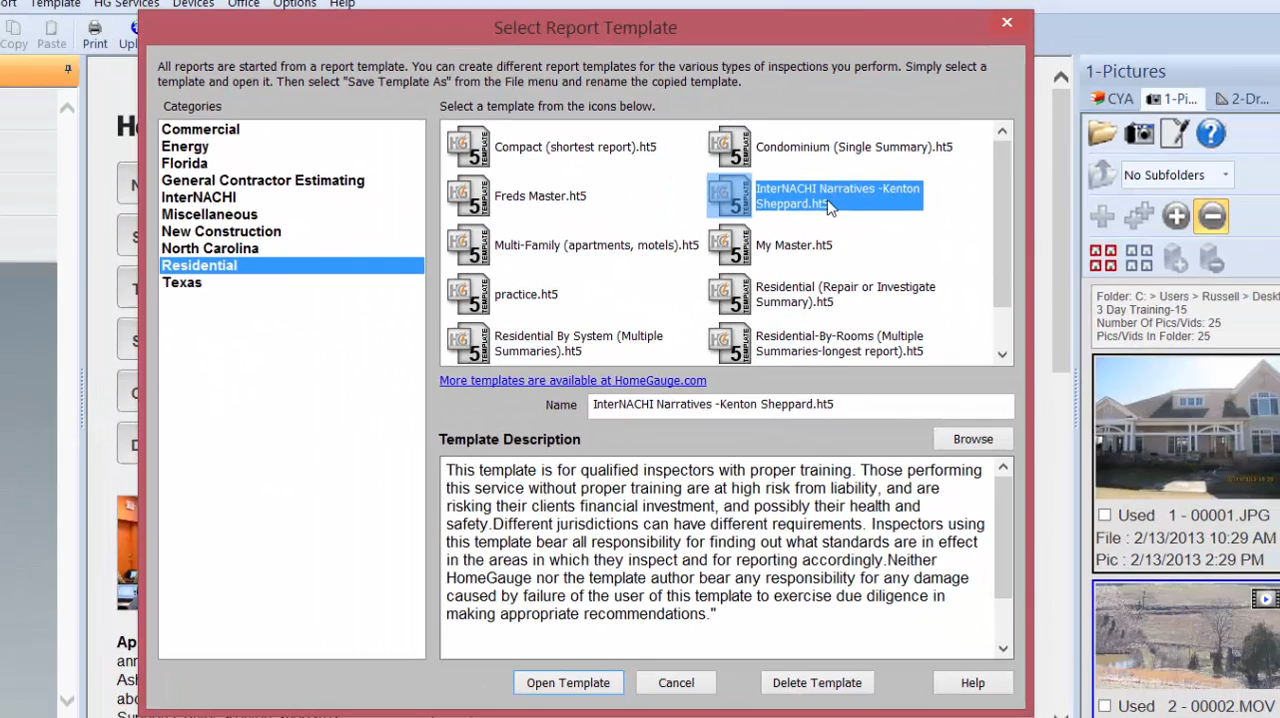 Template HG Services Devices Office Options Help
Copy Paste Print
Select Report Template
All reports are started from a report template. You can create different report templates for the various types of inspections you perform. Simply select a
template and open it. Then select "Save Template As" from the File menu and rename the copied template.
Categories
Commercial
Energy
Florida
General Contractor Estimating
InterNACHI
Miscellaneous
New Construction
North Carolina
Residential
Texas
Select a template from the icons below.
Compact (shortest report).ht5
Condominium (Single Summary).ht5
Freds Master.ht5
InterNACHI Narratives -Kenton
Sheppard.ht5
Multi-Family (apartments, motels).ht5
My Master.ht5
practice.ht5
Residential (Repair or Investigate
Summary).ht5
Residential By System (Multiple
Summaries).ht5
Residential-By-Rooms (Multiple
Summaries-longest report).ht5
More templates are available at HomeGauge.com
Name InterNACHI Narratives -Kenton Sheppard.ht5
Template Description
Browse
This template is for qualified inspectors with proper training. Those performing
this service without proper training are at high risk from liability, and are
risking their clients financial investment, and possibly their health and
safety.Different jurisdictions can have different requirements. Inspectors using
this template bear all responsibility for finding out what standards are in effect
in the areas in which they inspect and for reporting accordingly.Neither
HomeGauge nor the template author bear any responsibility for any damage
caused by failure of the user of this template to exercise due diligence in
making appropriate recommendations."
Open Template Cancel Delete Template Help
1-Pictures
CYA 1-Pi... 2-Dr...
No Subfolders
Folder: C: > Users > Russell >
3 Day Training-15
Number Of Pics/Vids: 25
Pics/Vids In Folder: 25
Used 1 - 00001.JPG
File : 2/13/2013 10:29 AM
Pic : 2/13/2013 2:29 PM
Used 2 - 00002.MOV